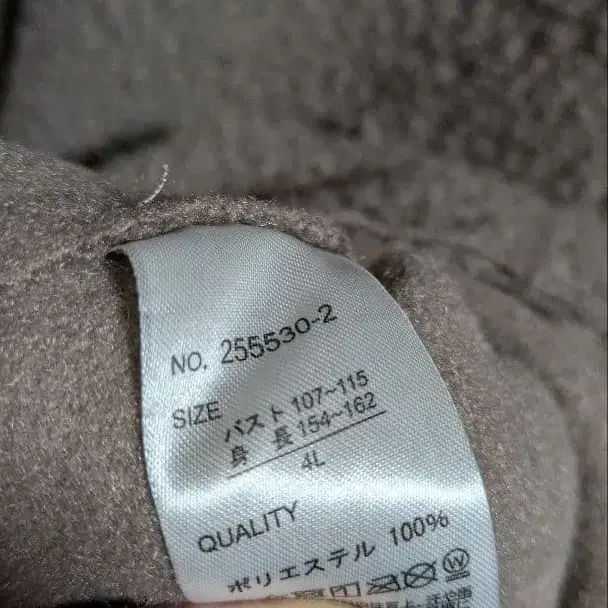 NO. 255530-2
SIZE
バスト 107~115
身 長 154~162
4L
QUALITY
ポリエステル 100%